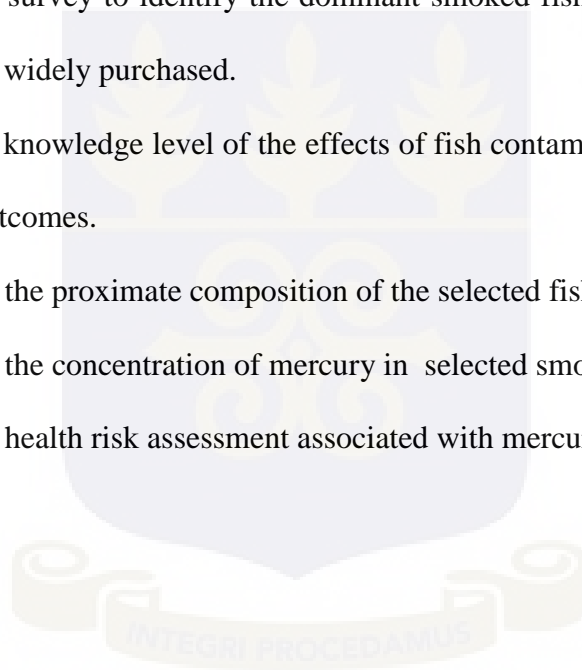 survey to identify the dominant smoked fish
widely purchased.
knowledge level of the effects of fish contam
tcomes.
the proximate composition of the selected fis
the concentration of mercury in selected smo
health risk assessment associated with mercu
INTEGRI PROCEDAMUS